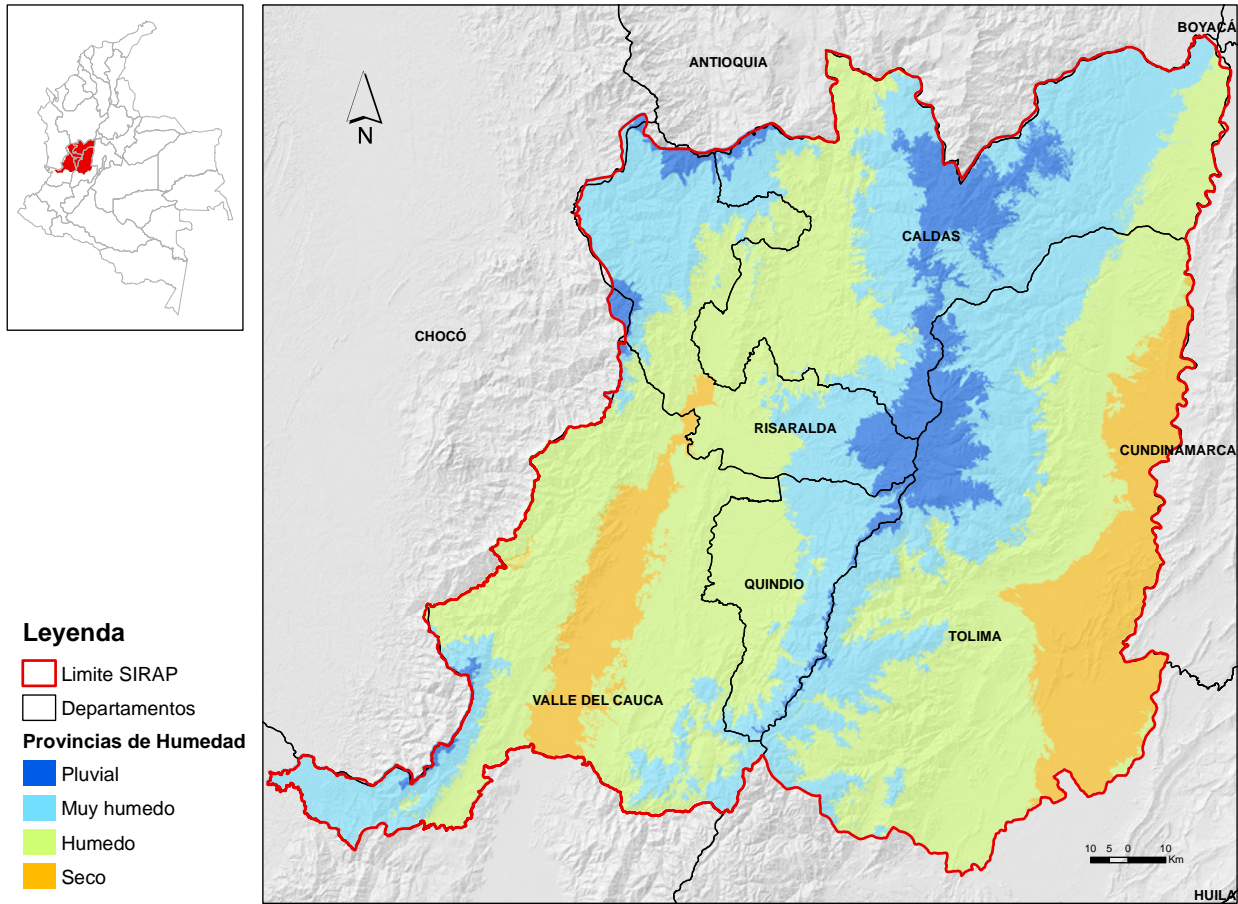 BOYACÁ
ANTIOQUIA
N
CALDAS
CHOCÓ
RISARALDA
CUNDINAMARCA
QUINDIO
TOLIMA
VALLE DEL CAUCA
HUILA
10 5 0 10
Km
Leyenda
Limite SIRAP
Departamentos
Provincias de Humedad
Pluvial
Muy humedo
Humedo
Seco